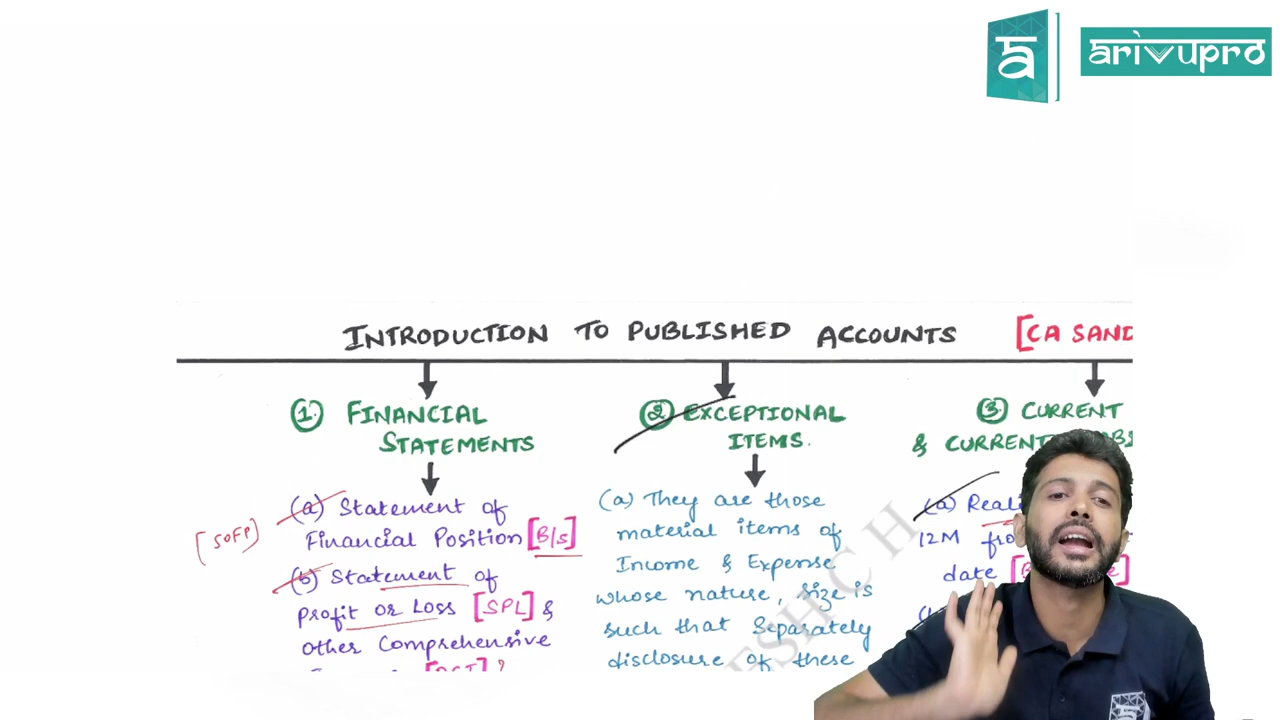 arivupro
INTRODUCTION TO PUBLISHED ACCOUNTS [CA SAND
1. FINANCIAL
STATEMENTS
(a) Statement of
Financial Position [B/s]
[SOFP]
(b) Statement of
Profit or Loss [SPL] &
Other Comprehensive
2 EXCEPTIONAL
ITEMS.
(a) They are those
material items of
Income & Expense
whose nature, size is
such that Separately
disclosure of these
3 CURRENT
& CURRENT
(a)
12M
date
ESH C H